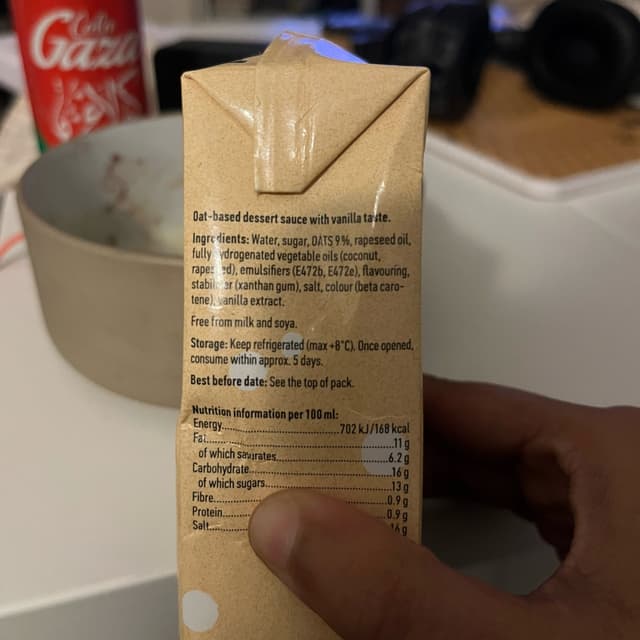 Cola
Gaza
Oat-based dessert sauce with vanilla taste.
Ingredients: Water, sugar, OATS 9%, rapeseed oil,
fully hydrogenated vegetable oils (coconut,
rapeseed), emulsifiers (E472b, E472e), flavouring,
stabiliser (xanthan gum), salt, colour (beta caro-
tene), vanilla extract.
Free from milk and soya.
Storage: Keep refrigerated (max +8°C). Once opened,
consume within approx. 5 days.
Best before date: See the top of pack.
Nutrition information per 100 ml:
Energy.....702 kJ/168 kcal
Fat.....11 g
of which saturates.....6.2 g
Carbohydrate.....16 g
of which sugars.....13 g
Fibre.....0.9 g
Protein.....0.9 g
Salt